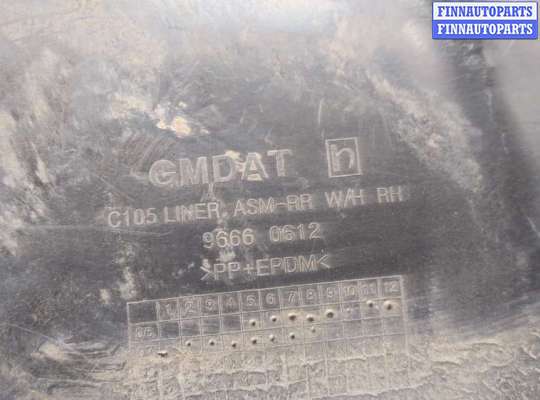 FINNAUTOPARTS
FINNAUTOPARTS
GMDAT h
C105 LINER ASM-RR W/H RH
9666 0612
>PP+EPDM<
1 2 3 4 5 6 7 8 9 10 11 12